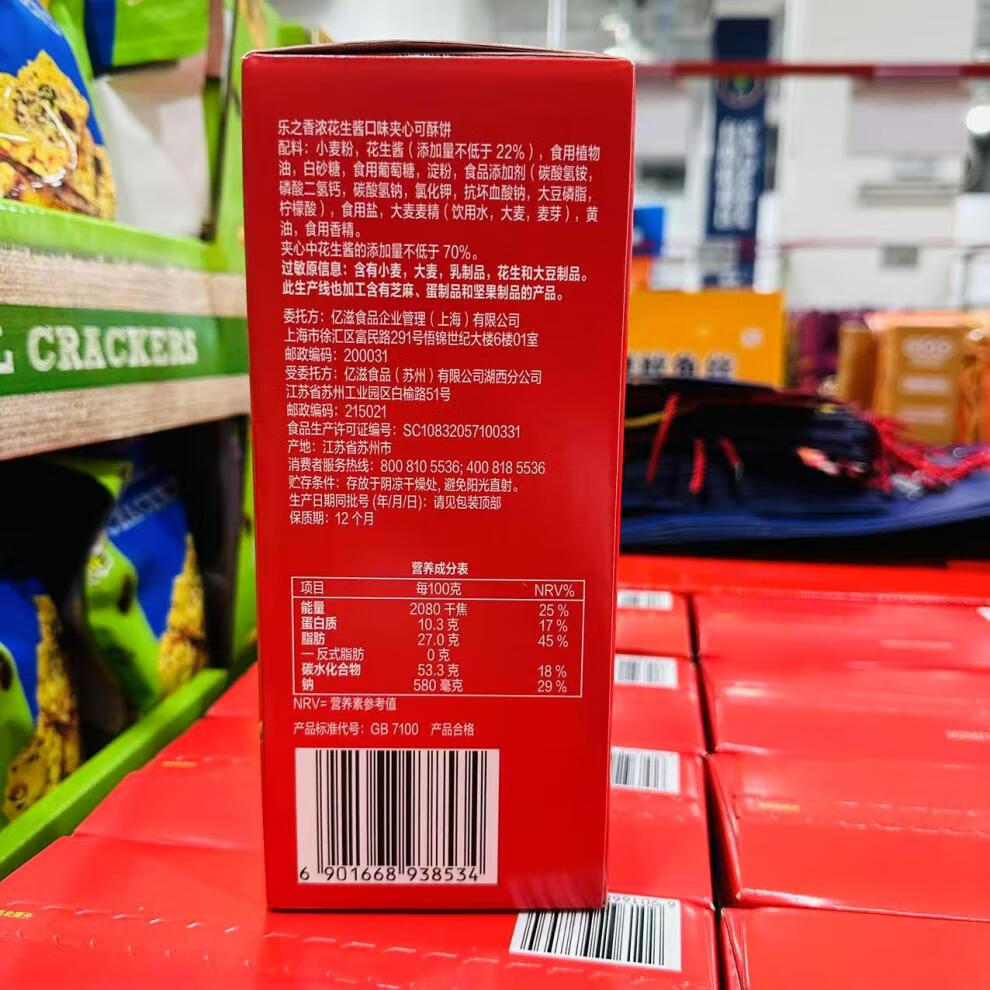 乐之香浓花生酱口味夹心可酥饼
配料：小麦粉，花生酱（添加量不低于 22%），食用植物
油，白砂糖，食用葡萄糖，淀粉，食品添加剂（碳酸氢铵，
磷酸二氢钙，碳酸氢钠，氯化钾，抗坏血酸钠，大豆磷脂，
柠檬酸），食用盐，大麦麦精（饮用水，大麦，麦芽），黄
油，食用香精。
夹心中花生酱的添加量不低于 70%。
过敏原信息：含有小麦，大麦，乳制品，花生和大豆制品。
此生产线也加工含有芝麻、蛋制品和坚果制品的产品。
委托方：亿滋食品企业管理（上海）有限公司
上海市徐汇区富民路291号悟锦世纪大楼6楼01室
邮政编码：200031
受委托方：亿滋食品（苏州）有限公司湖西分公司
江苏省苏州工业园区白榆路51号
邮政编码：215021
食品生产许可证编号：SC10832057100331
产地：江苏省苏州市
消费者服务热线：800 810 5536; 400 818 5536
贮存条件：存放于阴凉干燥处, 避免阳光直射。
生产日期同批号 (年/月/日)：请见包装顶部
保质期：12 个月
营养成分表
项目 每100克 NRV%
能量 2080 千焦 25 %
蛋白质 10.3 克 17 %
脂肪 27.0 克 45 %
一 反式脂肪 0 克
碳水化合物 53.3 克 18 %
钠 580 毫克 29 %
NRV= 营养素参考值
产品标准代号：GB 7100 产品合格
6 901668 938534
L CRACKERS